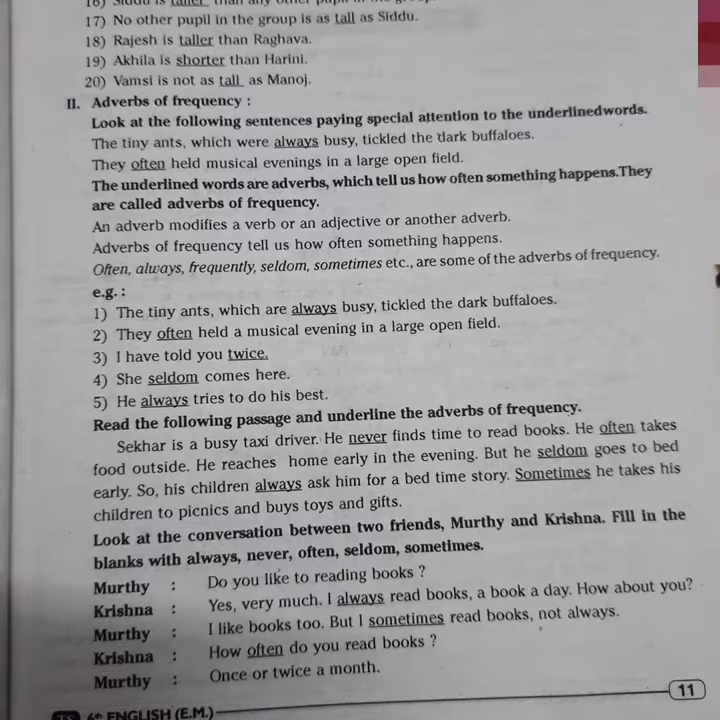 16) Siddu is taller than any other pupil in the group.
17) No other pupil in the group is as tall as Siddu.
18) Rajesh is taller than Raghava.
19) Akhila is shorter than Harini.
20) Vamsi is not as tall as Manoj.
II. Adverbs of frequency :
Look at the following sentences paying special attention to the underlinedwords.
The tiny ants, which were always busy, tickled the dark buffaloes.
They often held musical evenings in a large open field.
The underlined words are adverbs, which tell us how often something happens.They
are called adverbs of frequency.
An adverb modifies a verb or an adjective or another adverb.
Adverbs of frequency tell us how often something happens.
Often, always, frequently, seldom, sometimes etc., are some of the adverbs of frequency.
e.g. :
1) The tiny ants, which are always busy, tickled the dark buffaloes.
2) They often held a musical evening in a large open field.
3) I have told you twice.
4) She seldom comes here.
5) He always tries to do his best.
Read the following passage and underline the adverbs of frequency.
Sekhar is a busy taxi driver. He never finds time to read books. He often takes
food outside. He reaches home early in the evening. But he seldom goes to bed
early. So, his children always ask him for a bed time story. Sometimes he takes his
children to picnics and buys toys and gifts.
Look at the conversation between two friends, Murthy and Krishna. Fill in the
blanks with always, never, often, seldom, sometimes.
Murthy : Do you like to reading books ?
Krishna : Yes, very much. I always read books, a book a day. How about you?
Murthy : I like books too. But I sometimes read books, not always.
Krishna : How often do you read books ?
Murthy : Once or twice a month.
11
6th ENGLISH (E.M.)